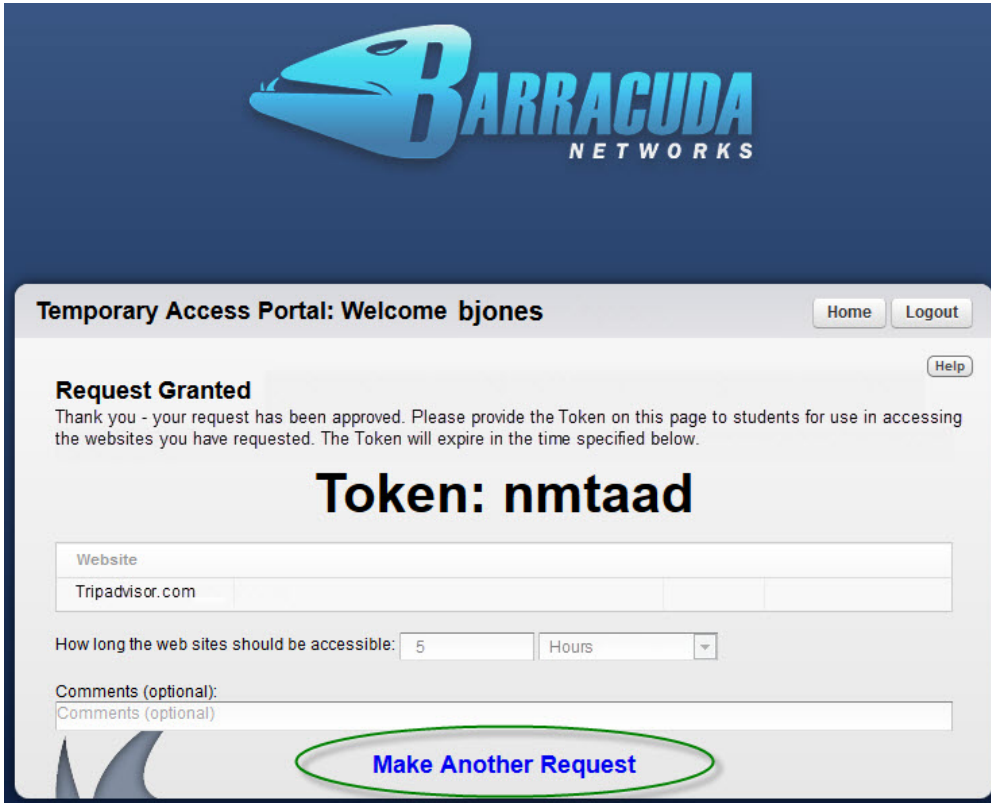 BARRACUDA
NETWORKS
Temporary Access Portal: Welcome bjones
Home
Logout
Help
Request Granted
Thank you - your request has been approved. Please provide the Token on this page to students for use in accessing
the websites you have requested. The Token will expire in the time specified below.
Token: nmtaad
Website
Tripadvisor.com
How long the web sites should be accessible: 5 Hours
Comments (optional):
Comments (optional)
Make Another Request